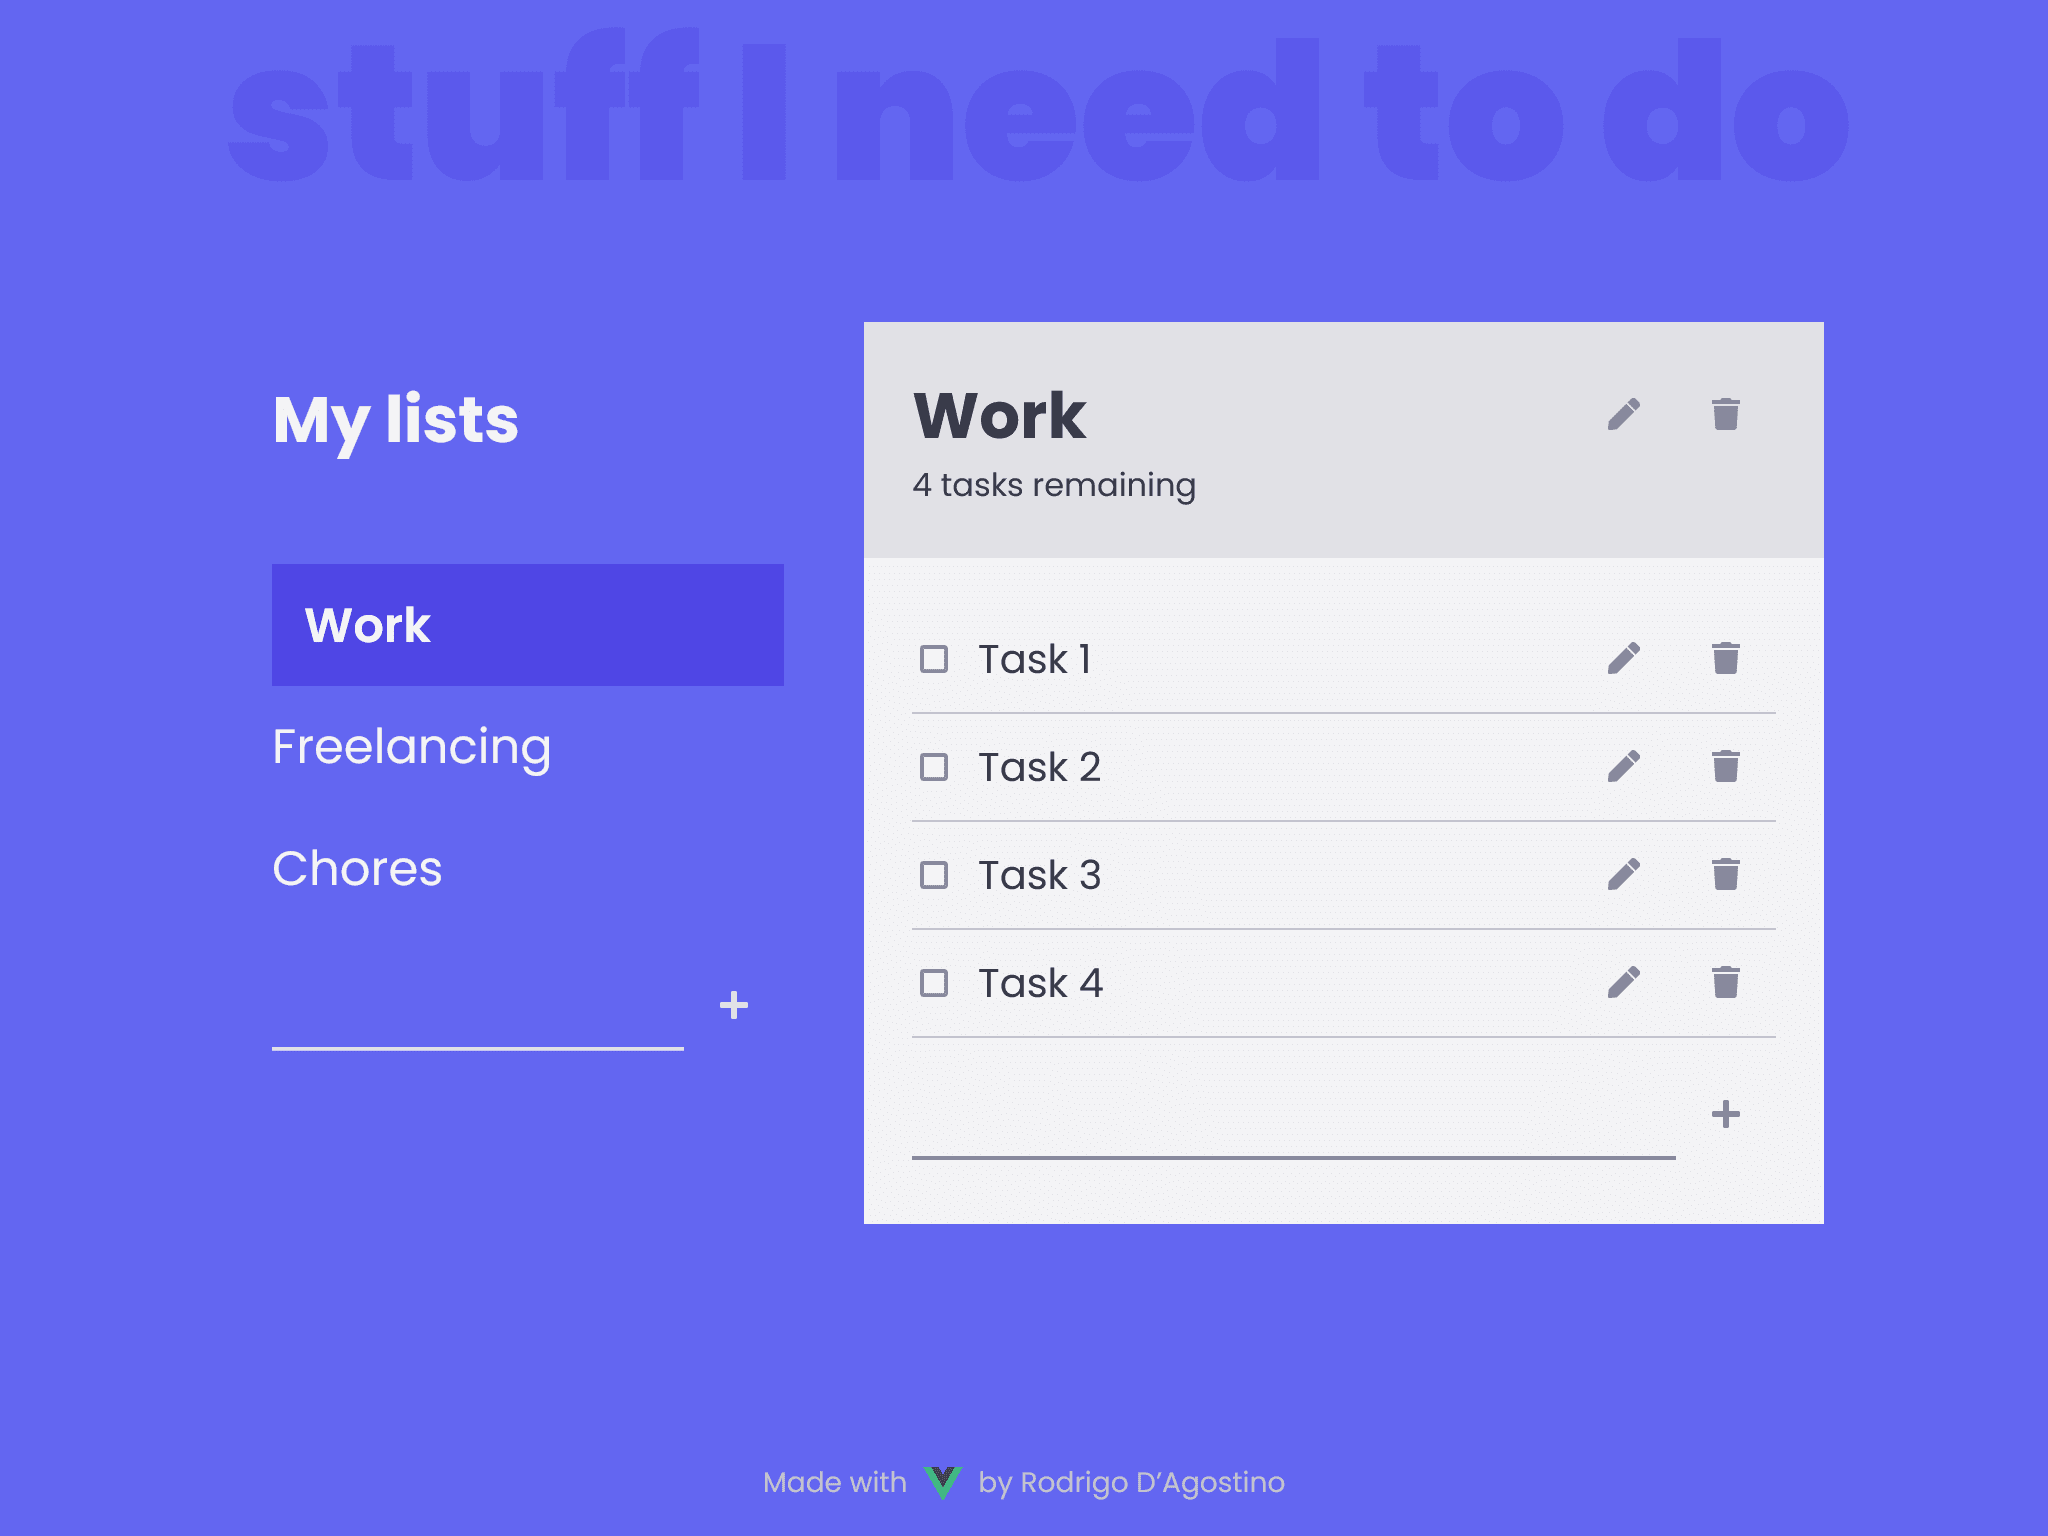 stuff I need to do
My lists
Work
Freelancing
Chores
Work
4 tasks remaining
Task 1
Task 2
Task 3
Task 4
Made with by Rodrigo D’Agostino